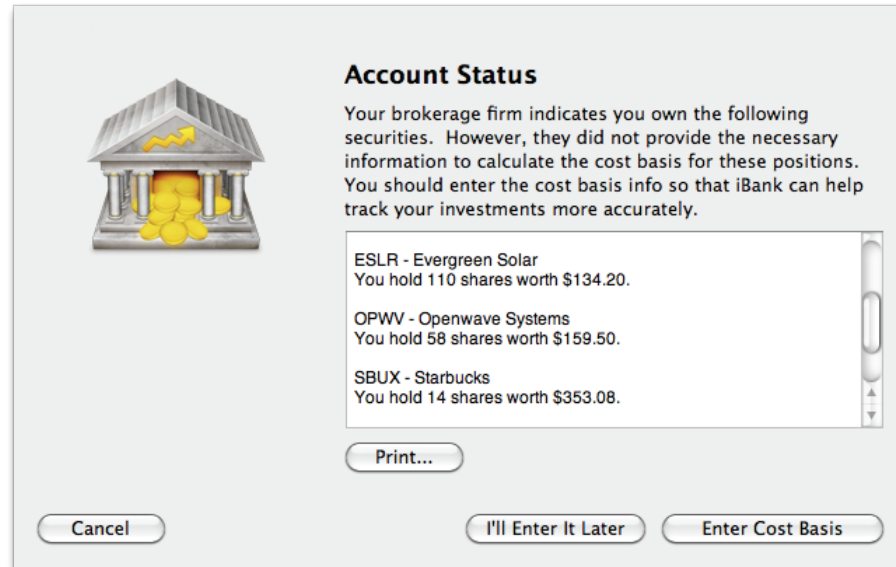 Account Status
Your brokerage firm indicates you own the following
securities.  However, they did not provide the necessary
information to calculate the cost basis for these positions.
You should enter the cost basis info so that iBank can help
track your investments more accurately.
ESLR - Evergreen Solar
You hold 110 shares worth $134.20.
OPWV - Openwave Systems
You hold 58 shares worth $159.50.
SBUX - Starbucks
You hold 14 shares worth $353.08.
Print...
Cancel
I'll Enter It Later
Enter Cost Basis